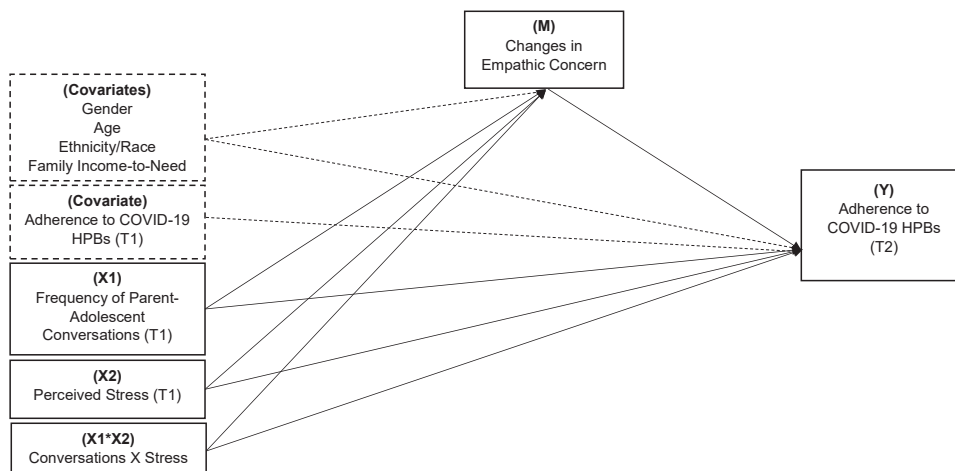 (M)
Changes in
Empathic Concern
(Covariates)
Gender
Age
Ethnicity/Race
Family Income-to-Need
(Covariate)
Adherence to COVID-19
HPBs (T1)
(Y)
Adherence to
COVID-19 HPBs
(T2)
(X1)
Frequency of Parent-
Adolescent
Conversations (T1)
(X2)
Perceived Stress (T1)
(X1*X2)
Conversations X Stress